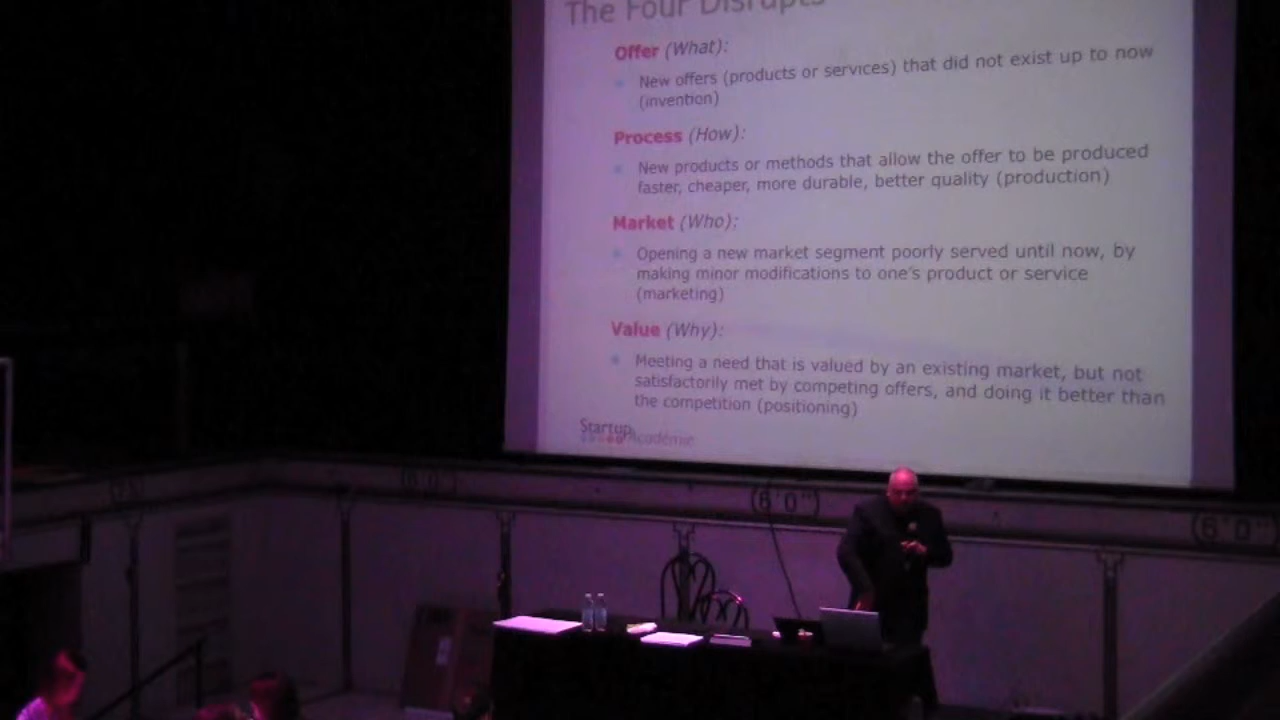 The Four Disrupts
Offer (What):
New offers (products or services) that did not exist up to now
(invention)
Process (How):
New products or methods that allow the offer to be produced
faster, cheaper, more durable, better quality (production)
Market (Who):
Opening a new market segment poorly served until now, by
making minor modifications to one's product or service
(marketing)
Value (Why):
Meeting a need that is valued by an existing market, but not
satisfactorily met by competing offers, and doing it better than
the competition (positioning)
Startup
Académie
(6'0")
(6'0")